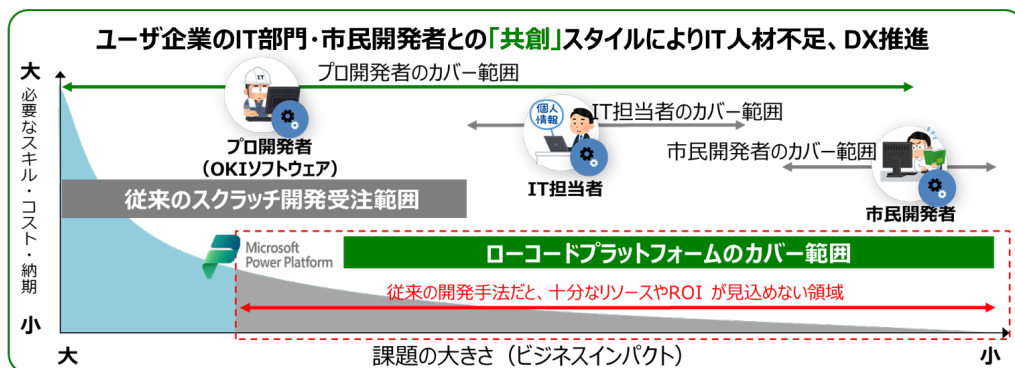 ユーザ企業のIT部門・市民開発者との「共創」スタイルによりIT人材不足、DX推進
大
必要なスキル・コスト・納期
小
プロ開発者のカバー範囲
IT
プロ開発者
(OKIソフトウェア)
個人
情報
IT担当者のカバー範囲
IT担当者
市民開発者のカバー範囲
市民開発者
従来のスクラッチ開発受注範囲
Microsoft
Power Platform
ローコードプラットフォームのカバー範囲
従来の開発手法だと、十分なリソースやROI が見込めない領域
大
課題の大きさ(ビジネスインパクト)
小